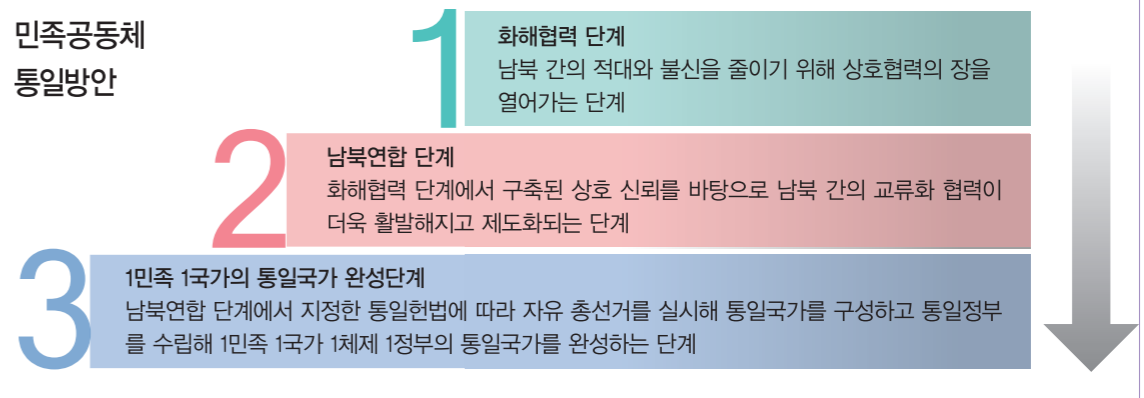 민족공동체
통일방안
1
화해협력 단계
남북 간의 적대와 불신을 줄이기 위해 상호협력의 장을
열어가는 단계
2
남북연합 단계
화해협력 단계에서 구축된 상호 신뢰를 바탕으로 남북 간의 교류화 협력이
더욱 활발해지고 제도화되는 단계
3
1민족 1국가의 통일국가 완성단계
남북연합 단계에서 지정한 통일헌법에 따라 자유 총선거를 실시해 통일국가를 구성하고 통일정부
를 수립해 1민족 1국가 1체제 1정부의 통일국가를 완성하는 단계